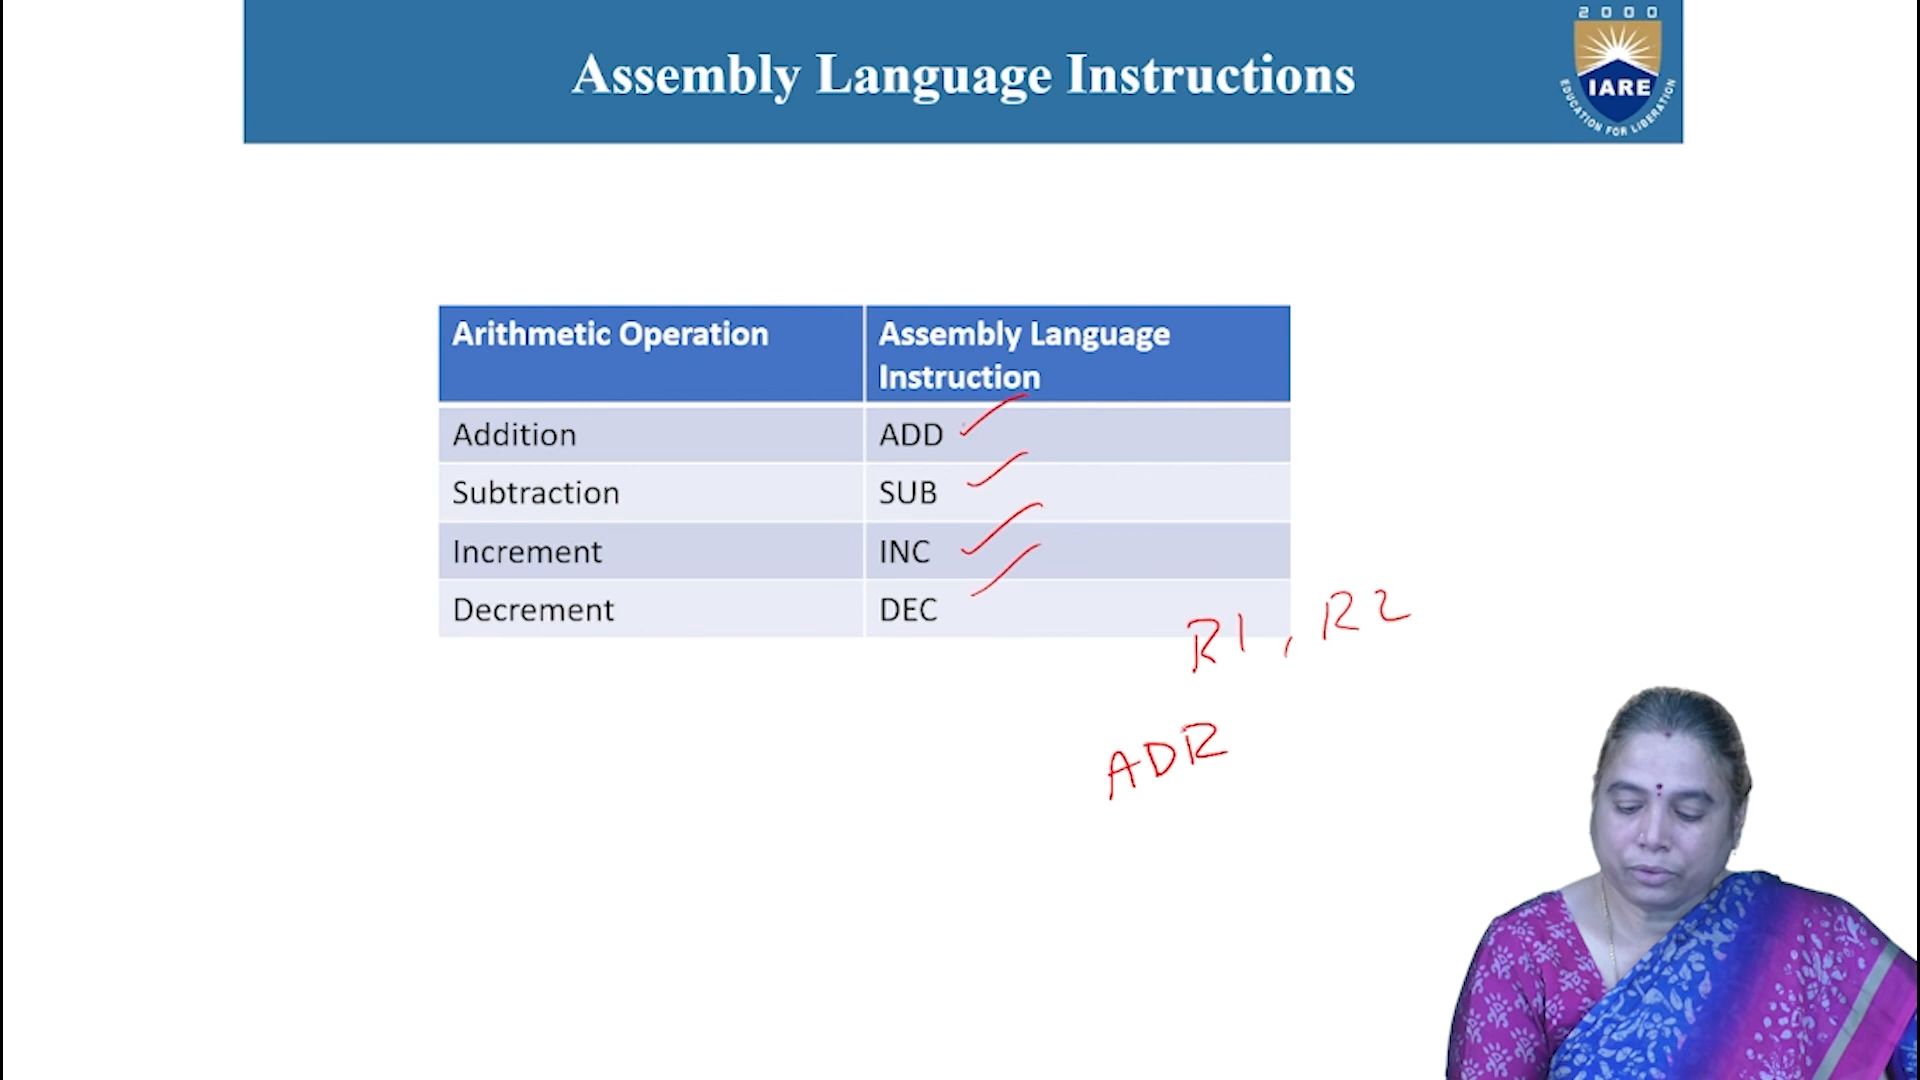 2000
Assembly Language Instructions
IARE
EDUCATION FOR LIBERATION
Arithmetic Operation
Assembly Language
Instruction
Addition
ADD
Subtraction
SUB
Increment
INC
Decrement
DEC
R1, R2
ADR